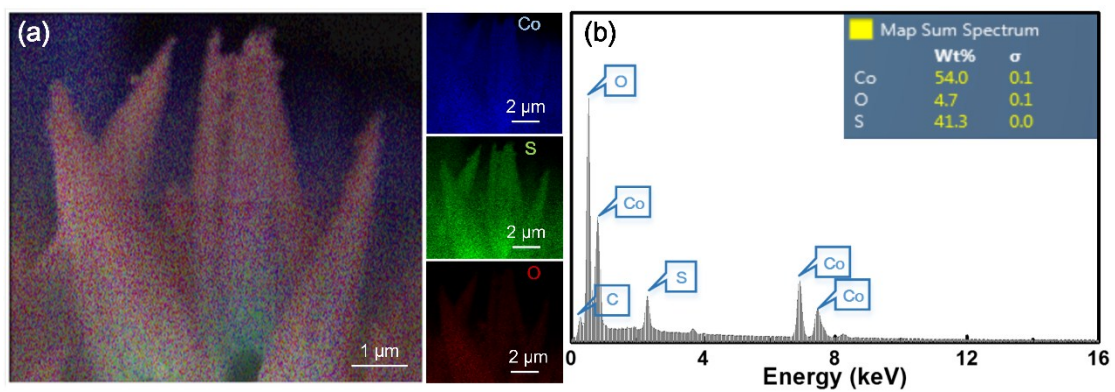 (a)
Co
2 µm
S
2 µm
O
2 µm
1 µm
(b)
Map Sum Spectrum
Wt% σ
Co 54.0 0.1
O 4.7 0.1
S 41.3 0.0
O
Co
C
S
Co
Co
0 4 8 12 16
Energy (keV)